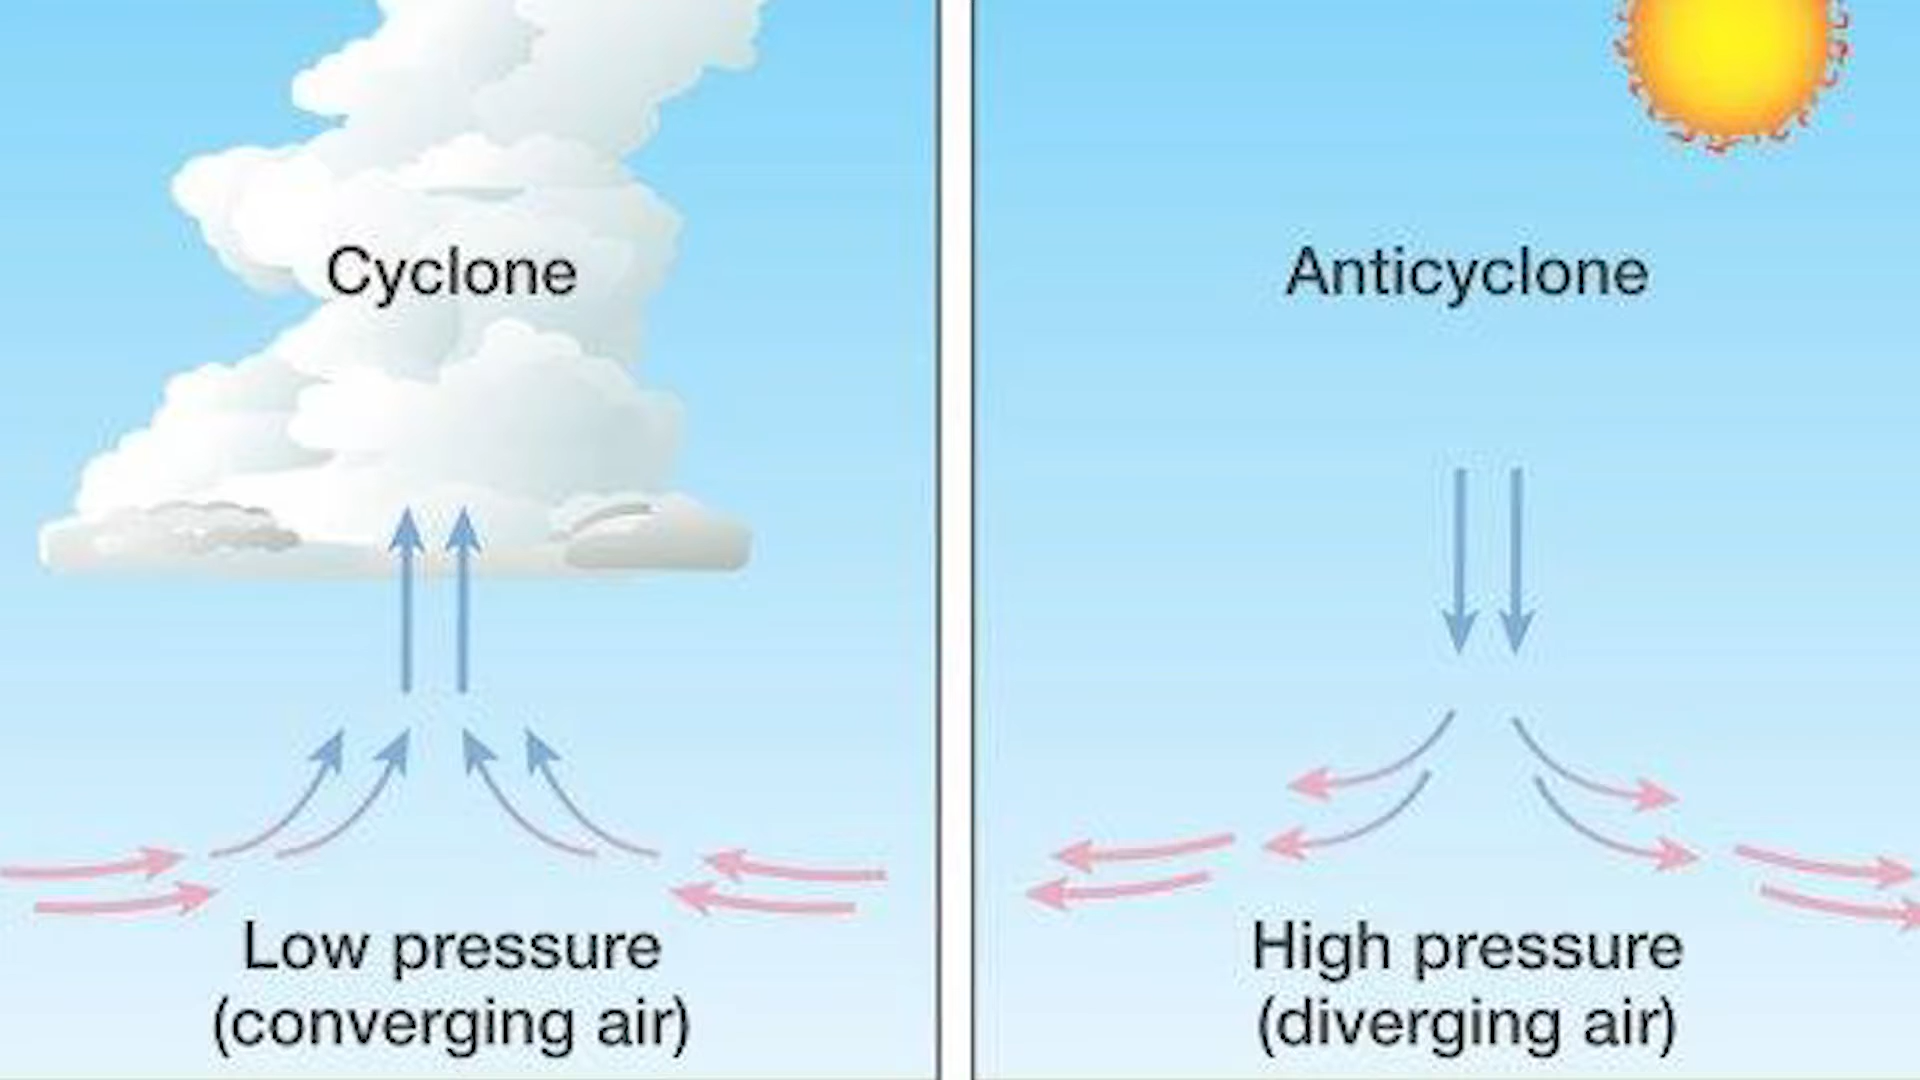 Cyclone
Low pressure
(converging air)
Anticyclone
High pressure
(diverging air)